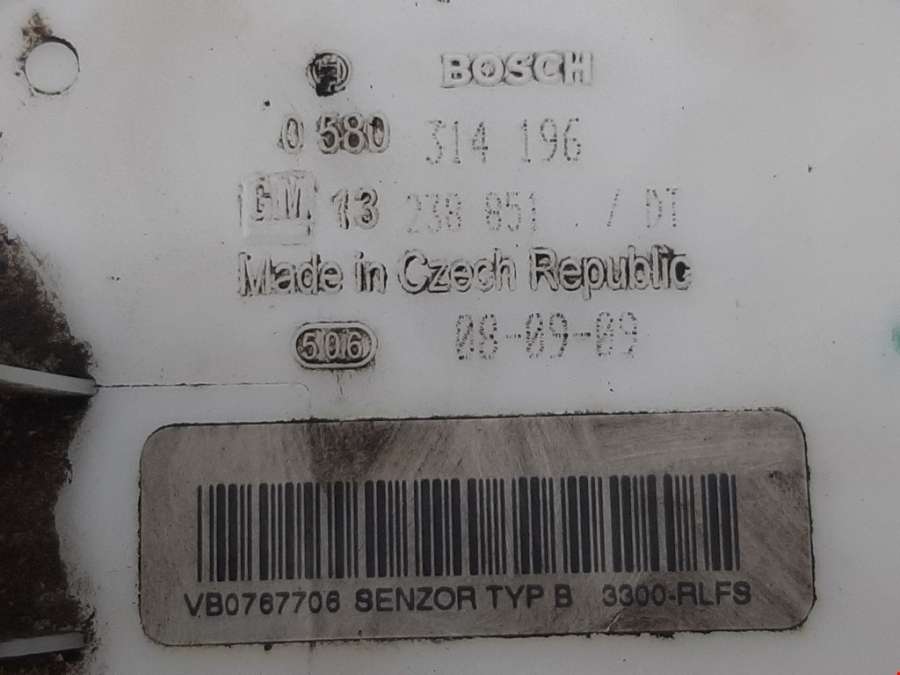 BOSCH
0 580 314 196
GM 13 238 851 . / DT
Made in Czech Republic
506 08-09-09
VB0767706 SENZOR TYP B 3300-RLFS